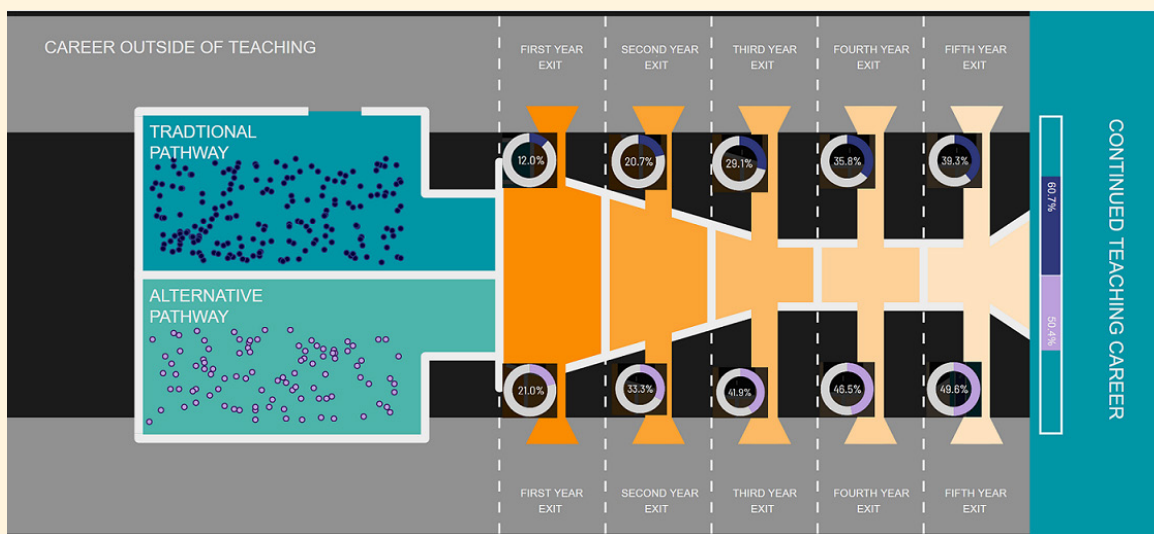 CAREER OUTSIDE OF TEACHING
FIRST YEAR
EXIT
SECOND YEAR
EXIT
THIRD YEAR
EXIT
FOURTH YEAR
EXIT
FIFTH YEAR
EXIT
TRADTIONAL
PATHWAY
12.0%
20.7%
29.1%
35.8%
39.3%
60.7%
CONTINUED TEACHING CAREER
ALTERNATIVE
PATHWAY
50.4%
21.0%
33.3%
41.9%
46.5%
49.6%
FIRST YEAR
EXIT
SECOND YEAR
EXIT
THIRD YEAR
EXIT
FOURTH YEAR
EXIT
FIFTH YEAR
EXIT